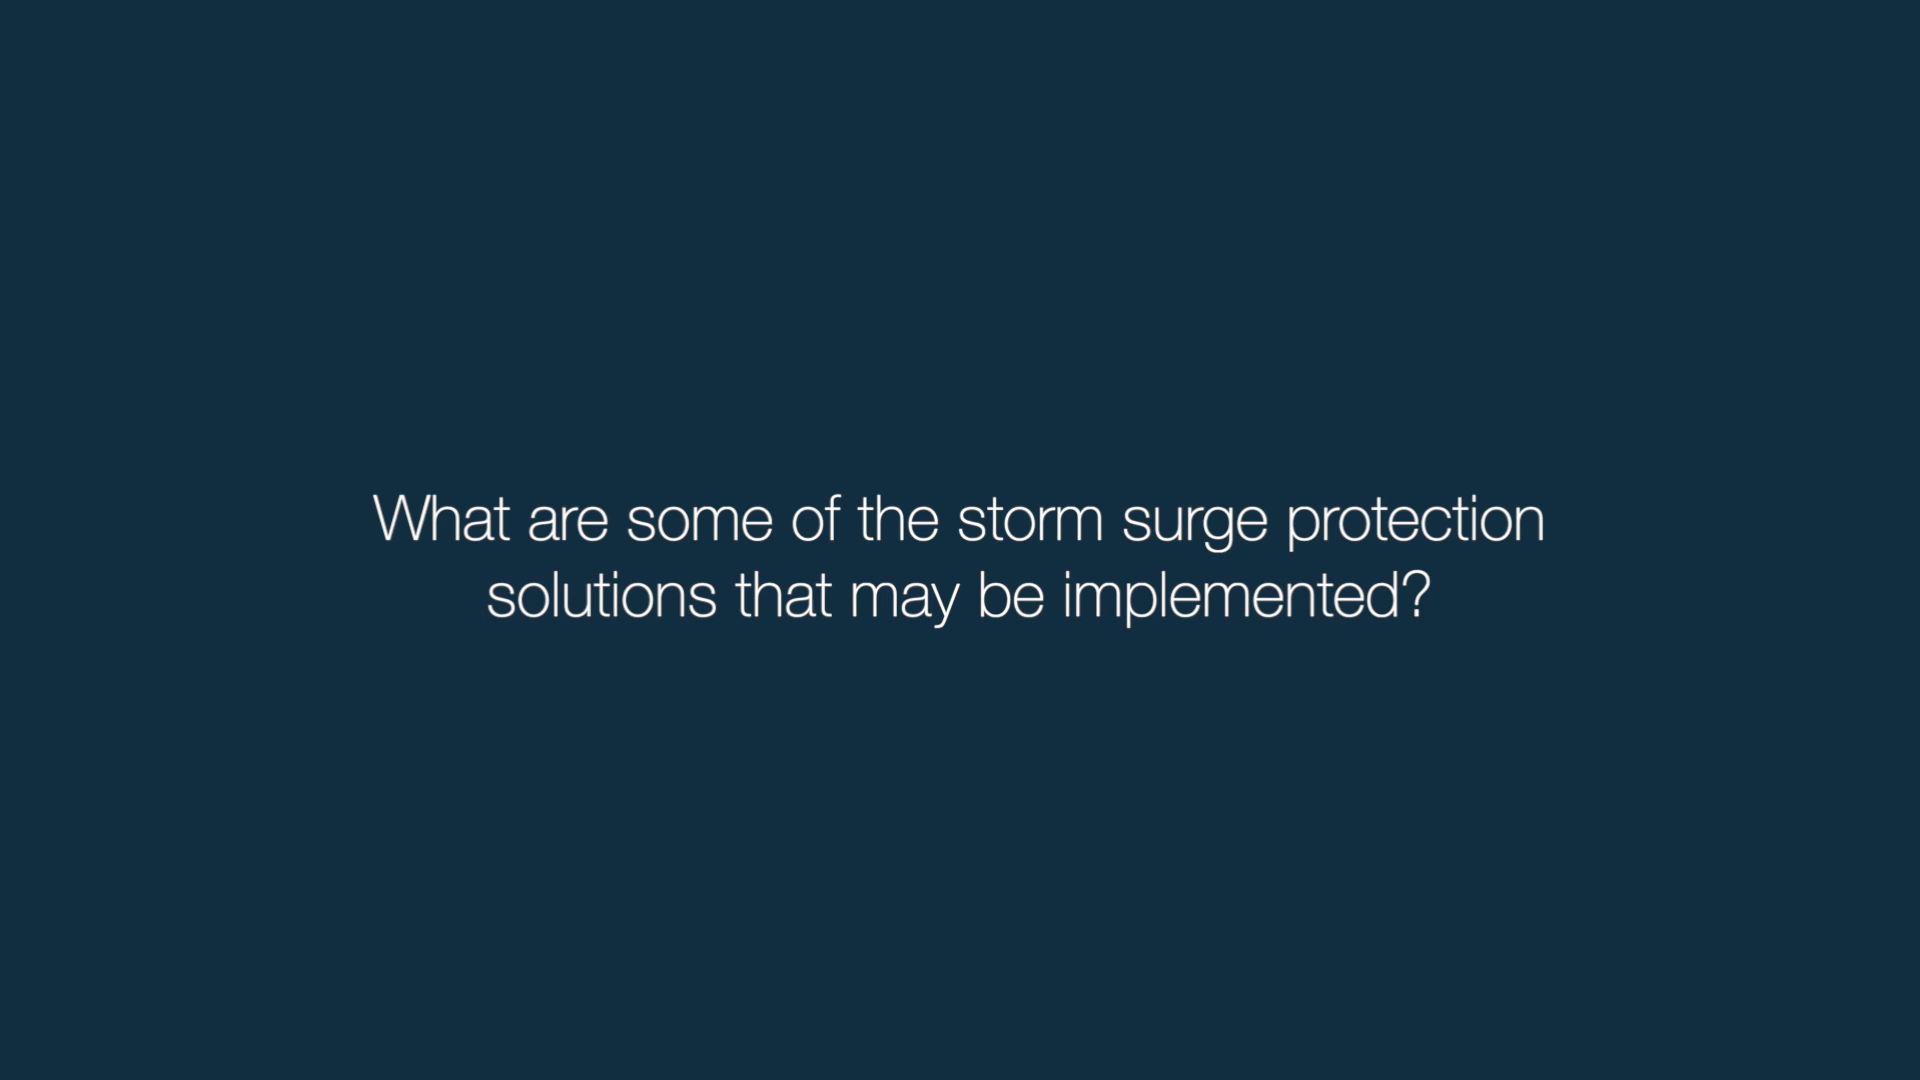 What are some of the storm surge protection
solutions that may be implemented?